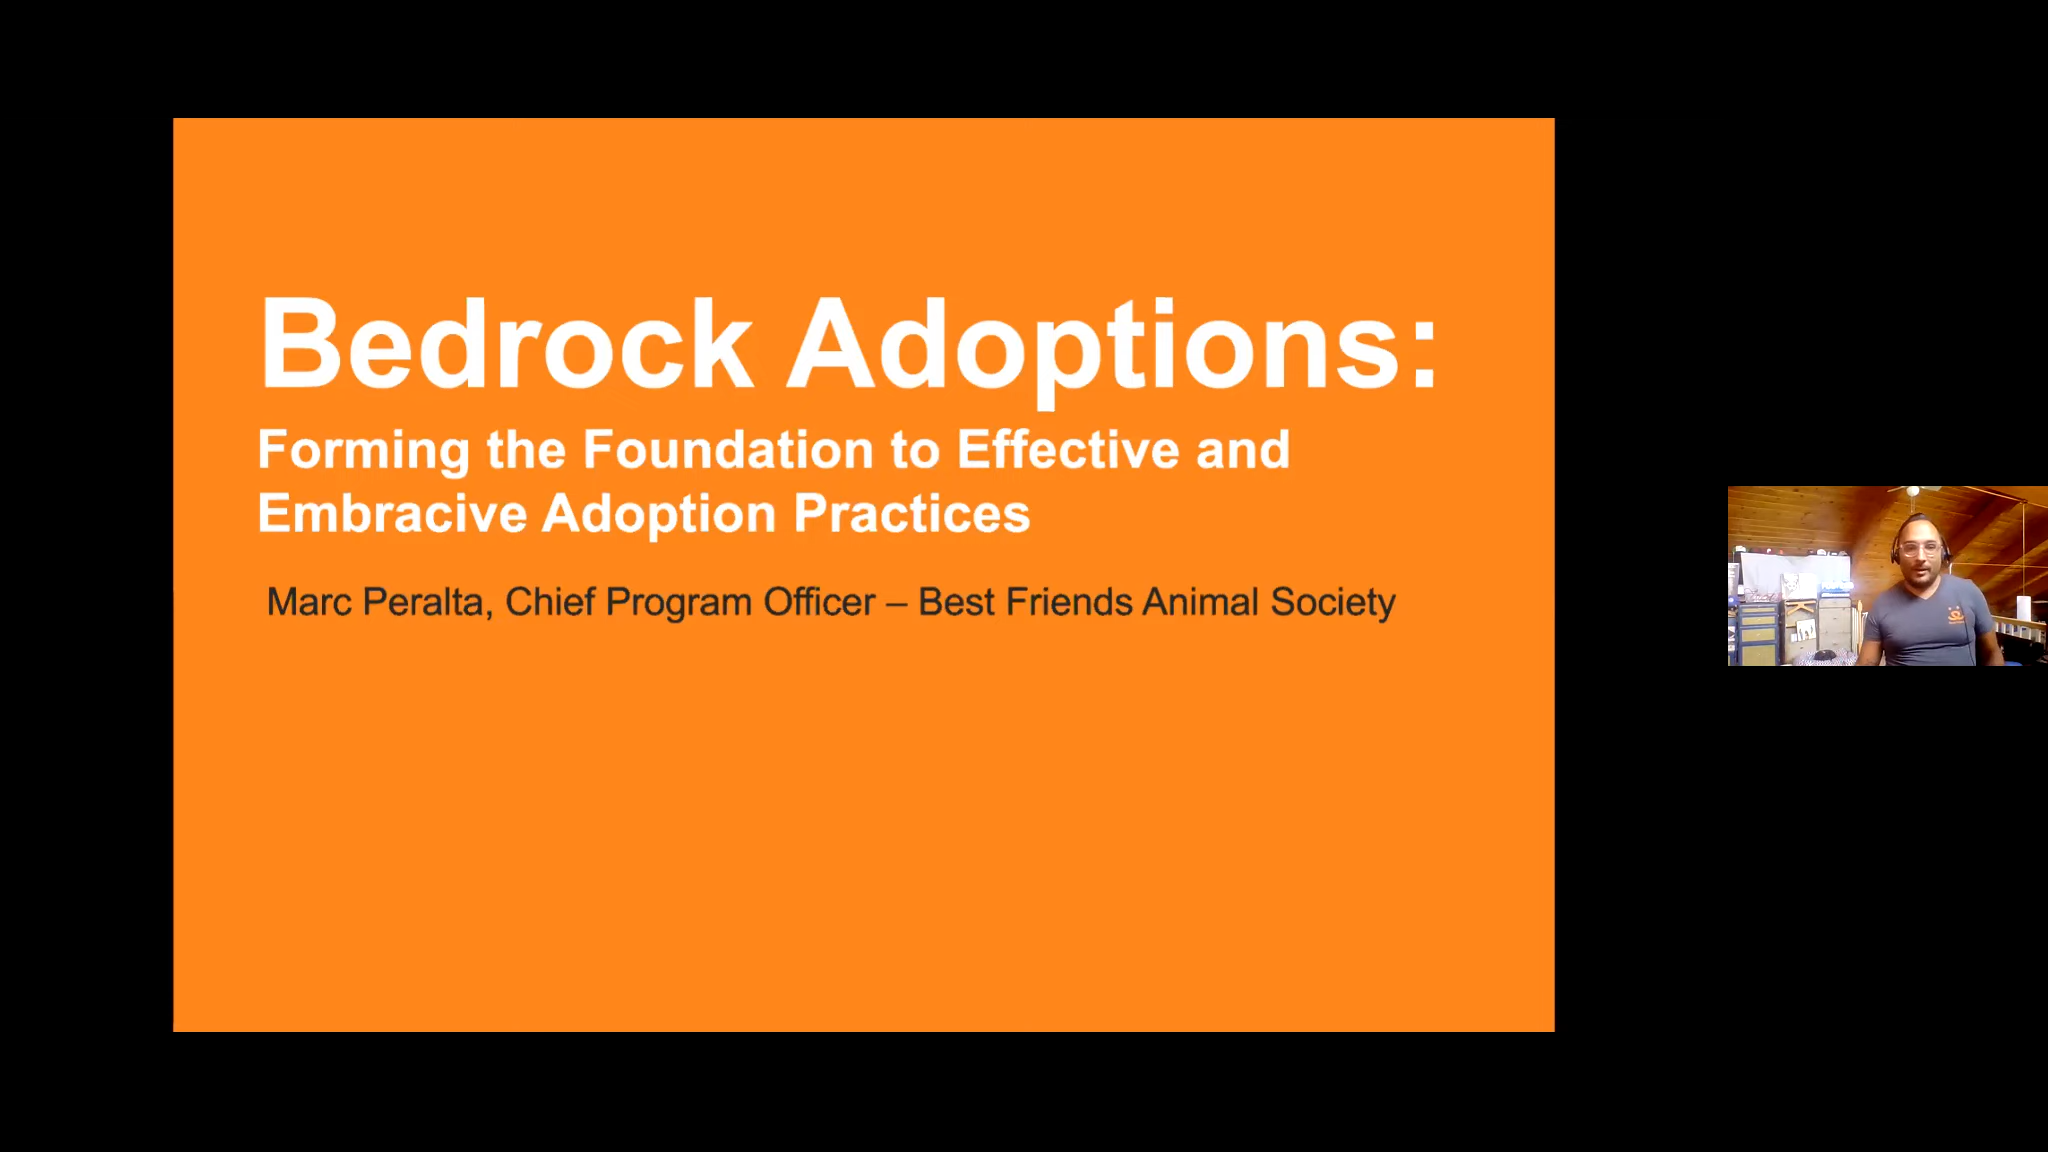 Bedrock Adoptions:
Forming the Foundation to Effective and
Embracive Adoption Practices
Marc Peralta, Chief Program Officer – Best Friends Animal Society